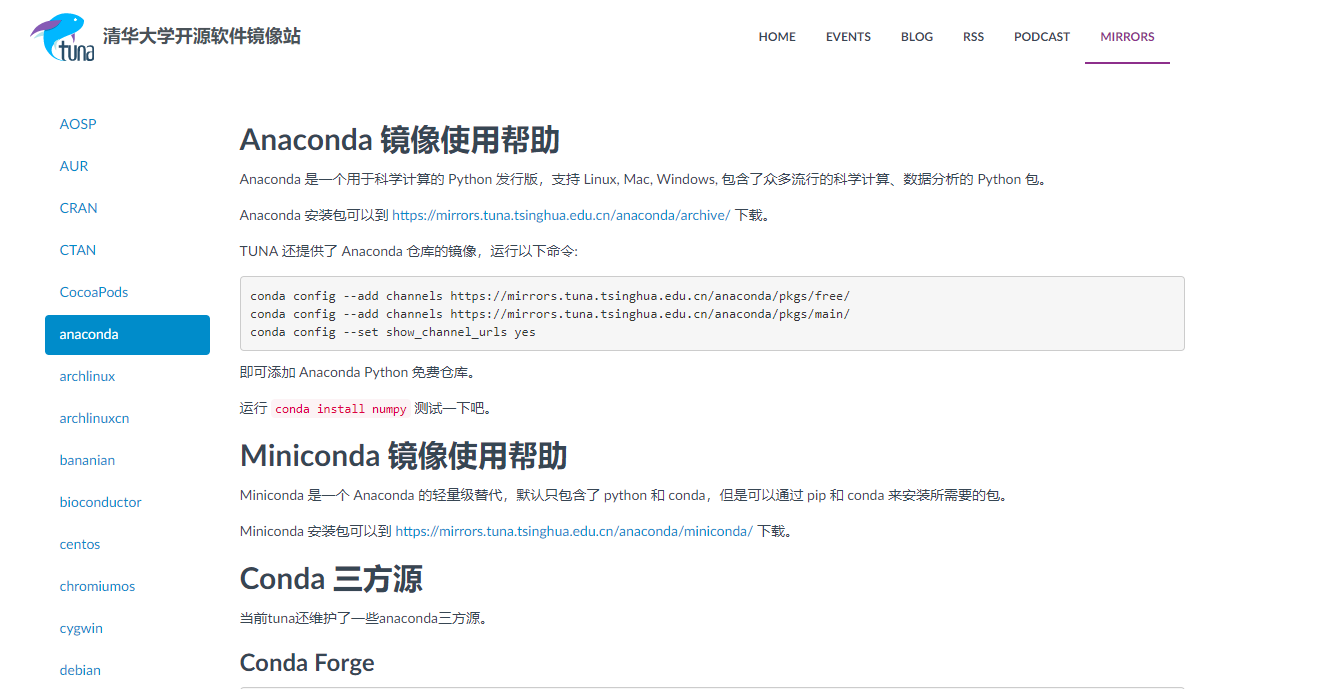 tuna
清华大学开源软件镜像站
HOME EVENTS BLOG RSS PODCAST MIRRORS
AOSP
AUR
CRAN
CTAN
CocoaPods
anaconda
archlinux
archlinuxcn
bananian
bioconductor
centos
chromiumos
cygwin
debian
Anaconda 镜像使用帮助
Anaconda 是一个用于科学计算的 Python 发行版，支持 Linux, Mac, Windows, 包含了众多流行的科学计算、数据分析的 Python 包。
Anaconda 安装包可以到 https://mirrors.tuna.tsinghua.edu.cn/anaconda/archive/ 下载。
TUNA 还提供了 Anaconda 仓库的镜像，运行以下命令:
conda config --add channels https://mirrors.tuna.tsinghua.edu.cn/anaconda/pkgs/free/
conda config --add channels https://mirrors.tuna.tsinghua.edu.cn/anaconda/pkgs/main/
conda config --set show_channel_urls yes
即可添加 Anaconda Python 免费仓库。
运行 conda install numpy 测试一下吧。
Miniconda 镜像使用帮助
Miniconda 是一个 Anaconda 的轻量级替代，默认只包含了 python 和 conda，但是可以通过 pip 和 conda 来安装所需要的包。
Miniconda 安装包可以到 https://mirrors.tuna.tsinghua.edu.cn/anaconda/miniconda/ 下载。
Conda 三方源
当前tuna还维护了一些anaconda三方源。
Conda Forge